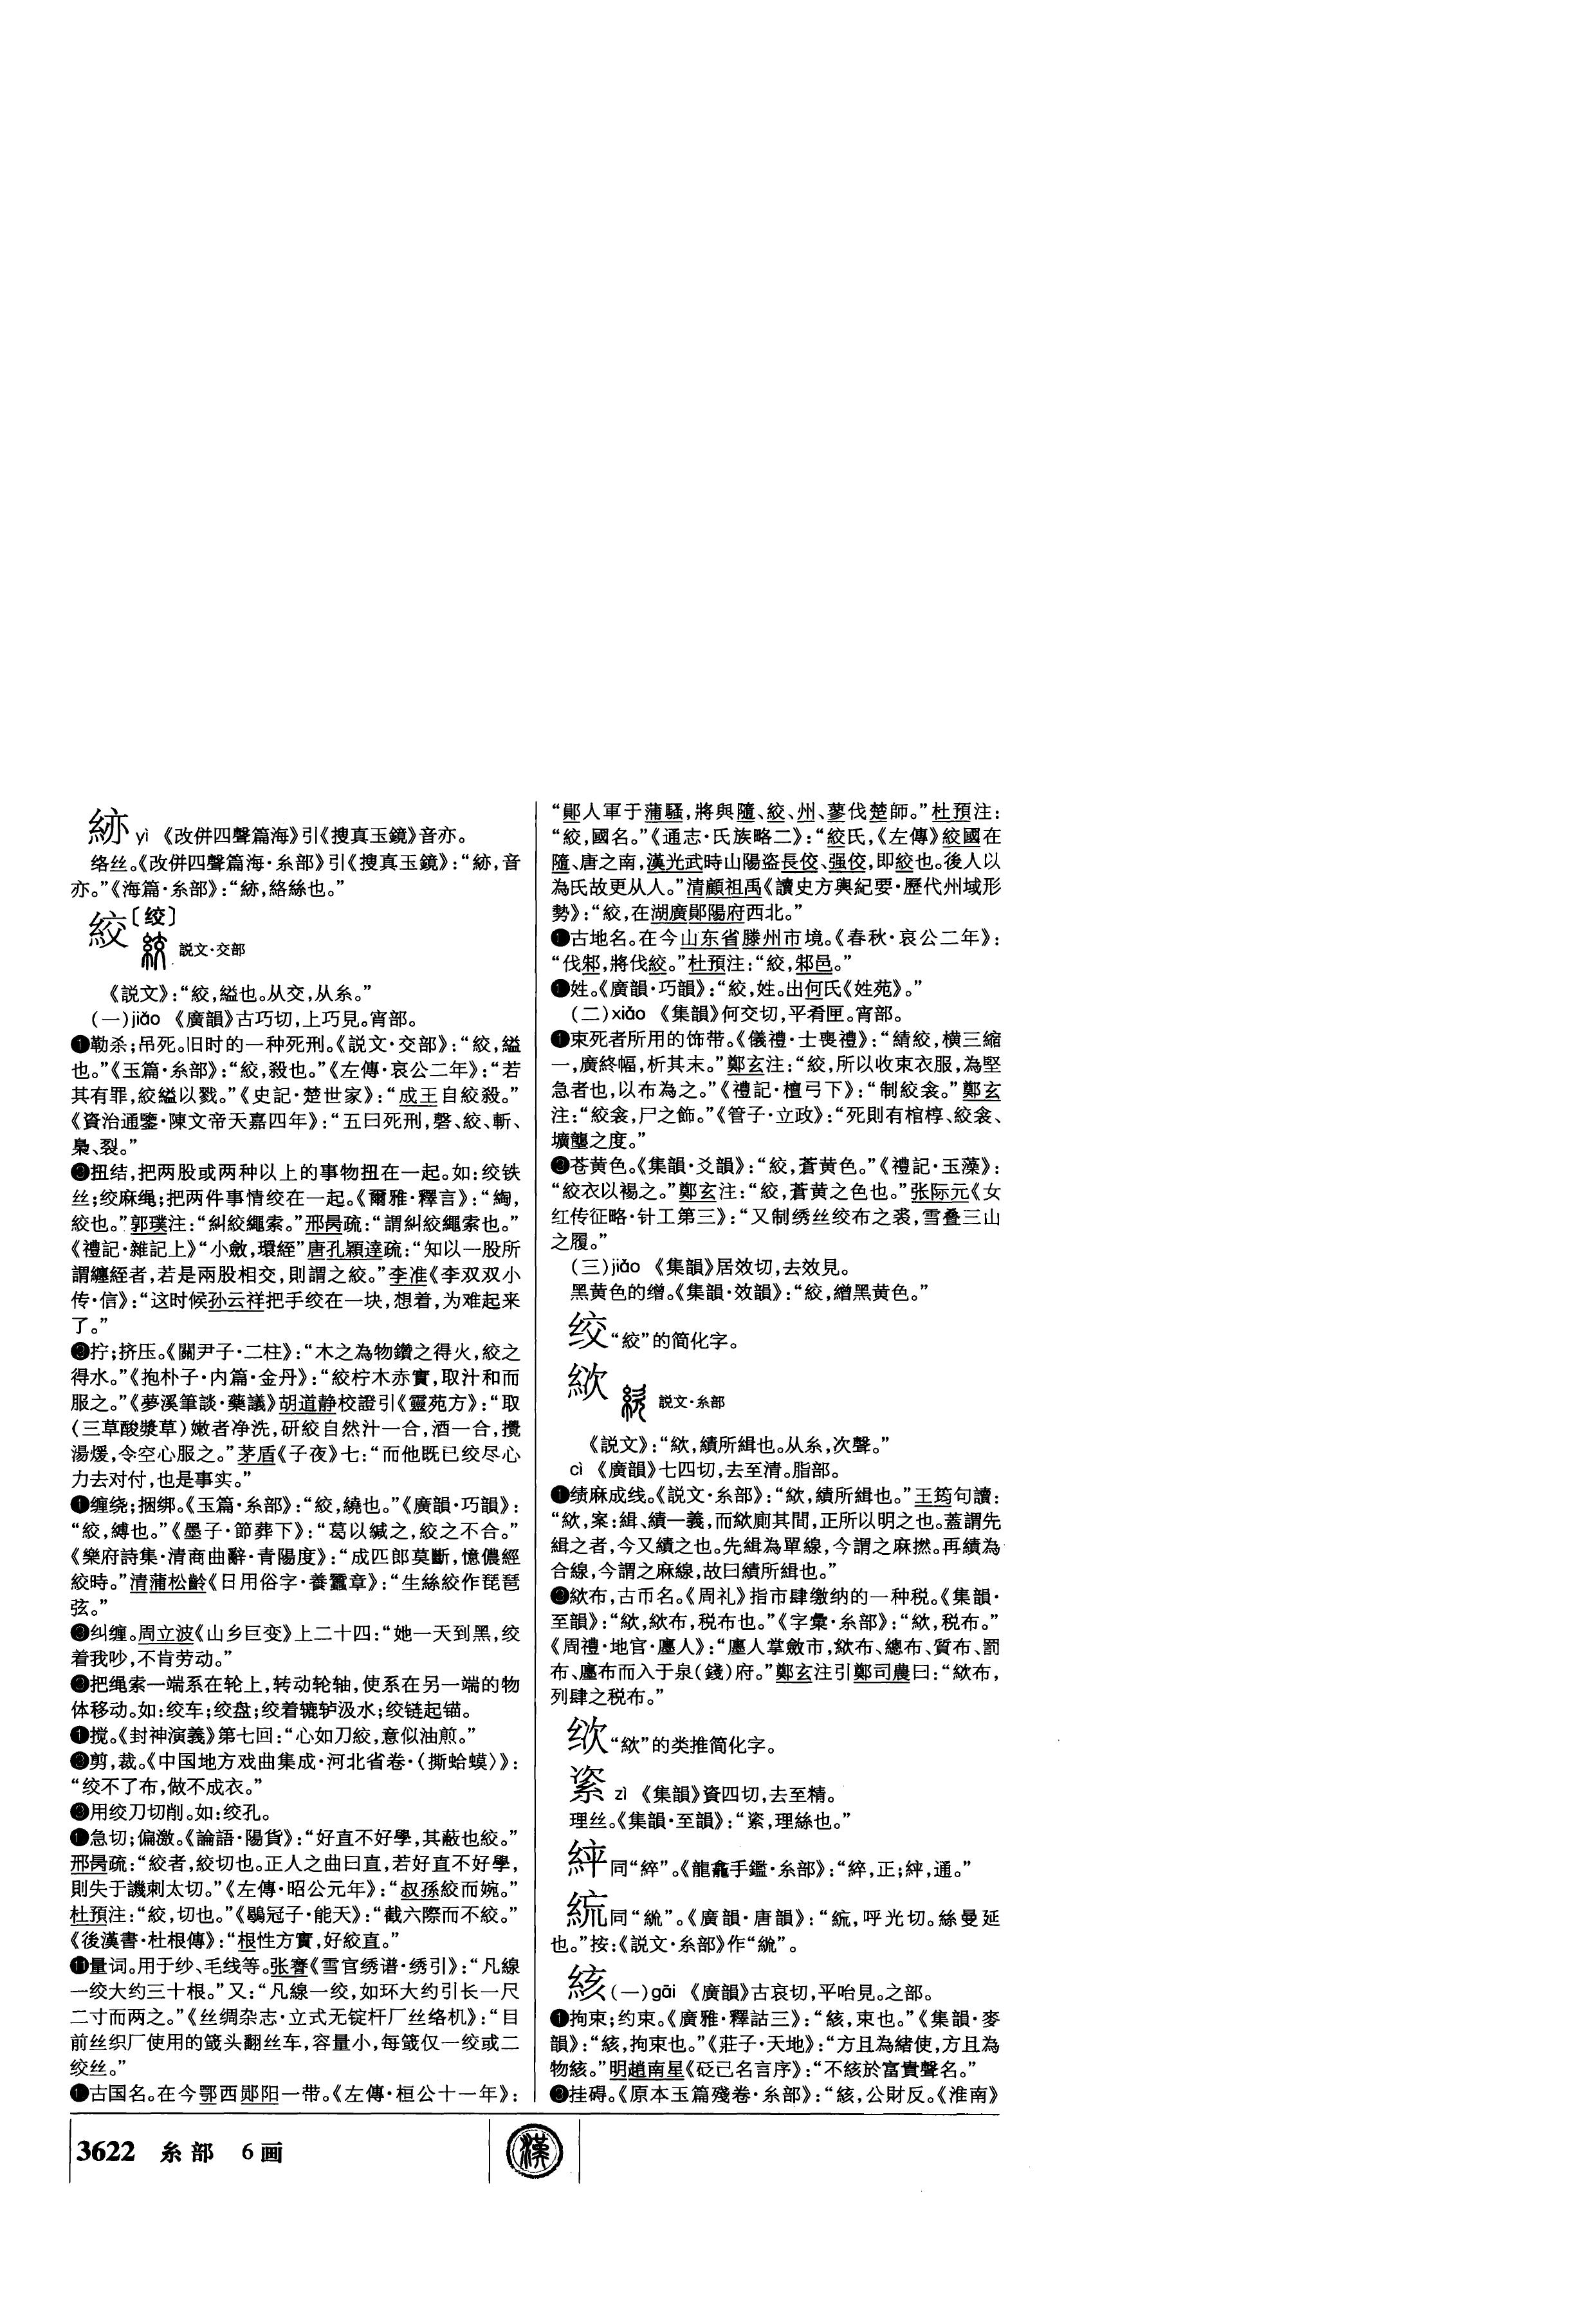 絉 yì 《改併四聲篇海》引《搜真玉鏡》音亦。
络丝。《改併四聲篇海·糸部》引《搜真玉鏡》：“，音
亦。”《海篇·糸部》：“，絡絲也。”
絞〔绞〕
説文·交部
《説文》：“絞，縊也。从交，从糸。”
(一)jiǎo 《廣韻》古巧切，上巧見。宵部。
❶勒杀；吊死。旧时的一种死刑。《説文·交部》：“絞，縊
也。”《玉篇·糸部》：“絞，殺也。”《左傳·哀公二年》：“若
其有罪，絞縊以戮。”《史記·楚世家》：“成王自絞殺。”
《資治通鑒·陳文帝天嘉四年》：“五曰死刑，磬、絞、斬、
梟、裂。”
扭结，把两股或两种以上的事物扭在一起。如：绞铁
丝；绞麻绳；把两件事情绞在一起。《爾雅·釋言》：“綯，
絞也。”郭璞注：“糾絞繩索。”邢昺疏：“謂糾絞繩索也。”
《禮記·雜記上》“小斂，環絰”唐孔穎達疏：“知以一股所
謂纏絰者，若是兩股相交，則謂之絞。”李准《李双双小
传·信》：“这时候孙云祥把手绞在一块，想着，为难起来
了。”
❸拧；挤压。《關尹子·二柱》：“木之為物鑽之得火，絞之
得水。”《抱朴子·内篇·金丹》：“絞柠木赤實，取汁和而
服之。”《夢溪筆談·藥議》胡道静校證引《靈苑方》：“取
(三草酸漿草)嫩者净洗，研絞自然汁一合，酒一合，攪
湯煖，令空心服之。”茅盾《子夜》七：“而他既已绞尽心
力去对付，也是事实。”
❶缠绕；捆绑。《玉篇·糸部》：“絞，繞也。”《廣韻·巧韻》：
“絞，縛也。”《墨子·節葬下》：“葛以緘之，絞之不合。”
《樂府詩集·清商曲辭·青陽度》：“成匹郎莫斷，憶儂經
絞時。”清蒲松齡《日用俗字·養蠶章》：“生絲絞作琵琶
弦。”
❸纠缠。周立波《山乡巨变》上二十四：“她一天到黑，绞
着我吵，不肯劳动。”
把绳索一端系在轮上，转动轮轴，使系在另一端的物
体移动。如：绞车；绞盘；绞着辘轳汲水；绞链起锚。
❶搅。《封神演義》第七回：“心如刀絞，意似油煎。”
剪，裁。《中国地方戏曲集成·河北省卷·〈撕蛤蟆〉》：
“绞不了布，做不成衣。”
用绞刀切削。如：绞孔。
❶急切；偏激。《論語·陽貨》：“好直不好學，其蔽也絞。”
邢昺疏：“絞者，絞切也。正人之曲曰直，若好直不好學，
則失于譏刺太切。”《左傳·昭公元年》：“叔孫絞而婉。”
杜預注：“絞，切也。”《鶡冠子·能天》：“截六際而不絞。”
《後漢書·杜根傳》：“根性方實，好絞直。”
⓫量词。用于纱、毛线等。张謇《雪宦绣谱·绣引》：“凡線
一绞大约三十根。”又：“凡線一绞，如环大约引长一尺
二寸而两之。”《丝绸杂志·立式无锭杆厂丝络机》：“目
前丝织厂使用的篗头翻丝车，容量小，每篗仅一绞或二
绞丝。”
❶古国名。在今鄂西郧阳一带。《左傳·桓公十一年》：
“鄖人軍于蒲騷，將與隨、絞、州、蓼伐楚師。”杜預注：
“絞，國名。”《通志·氏族略二》：“絞氏，《左傳》絞國在
隨、唐之南，漢光武時山陽盗長佼、强佼，即絞也。後人以
為氏故更从人。”清顧祖禹《讀史方輿紀要·歷代州域形
勢》：“絞，在湖廣鄖陽府西北。”
❶古地名。在今山东省滕州市境。《春秋·哀公二年》：
“伐邾，將伐絞。”杜預注：“絞，邾邑。”
❶姓。《廣韻·巧韻》：“絞，姓。出何氏《姓苑》。”
(二)xiáo 《集韻》何交切，平肴匣。宵部。
❶束死者所用的饰带。《儀禮·士喪禮》：“綪絞，横三縮
一，廣終幅，析其末。”鄭玄注：“絞，所以收束衣服，為堅
急者也，以布為之。”《禮記·檀弓下》：“制絞衾。”鄭玄
注：“絞衾，尸之飾。”《管子·立政》：“死則有棺椁、絞衾、
壙壟之度。”
苍黄色。《集韻·爻韻》：“絞，蒼黄色。”《禮記·玉藻》：
“絞衣以裼之。”鄭玄注：“絞，蒼黄之色也。”张际元《女
红传征略·针工第三》：“又制绣丝绞布之裘，雪叠三山
之履。”
(三)jiǎo 《集韻》居效切，去效見。
黑黄色的缯。《集韻·效韻》：“絞，繒黑黄色。”
绞 “絞”的简化字。
絘
説文·糸部
《説文》：“絘，績所緝也。从糸，次聲。”
cì 《廣韻》七四切，去至清。脂部。
❶绩麻成线。《説文·糸部》：“絘，績所緝也。”王筠句讀：
“絘，案：緝、績一義，而絘廁其間，正所以明之也。蓋謂先
緝之者，今又績之也。先緝為單線，今謂之麻撚。再績為
合線，今謂之麻線，故曰績所緝也。”
❷絘布，古币名。《周礼》指市肆缴纳的一种税。《集韻·
至韻》：“絘，絘布，税布也。”《字彙·糸部》：“絘，税布。”
《周禮·地官·廛人》：“廛人掌斂市，絘布、總布、質布、罰
布、廛布而入于泉(錢)府。”鄭玄注引鄭司農曰：“絘布，
列肆之税布。”
“絘”的类推简化字。
zì 《集韻》資四切，去至精。
理丝。《集韻·至韻》：“，理絲也。”
同“綷”。《龍龕手鑑·糸部》：“綷，正；，通。”
同“”。《廣韻·唐韻》：“，呼光切。絲曼延
也。”按：《説文·糸部》作“”。
絯 (一)gāi 《廣韻》古哀切，平咍見。之部。
❶拘束；约束。《廣雅·釋詁三》：“絯，束也。”《集韻·麥
韻》：“絯，拘束也。”《莊子·天地》：“方且為緒使，方且為
物絯。”明趙南星《砭己名言序》：“不絯於富貴聲名。”
挂碍。《原本玉篇殘卷·糸部》：“絯，公財反。《淮南》
3622 糸部 6画
漢